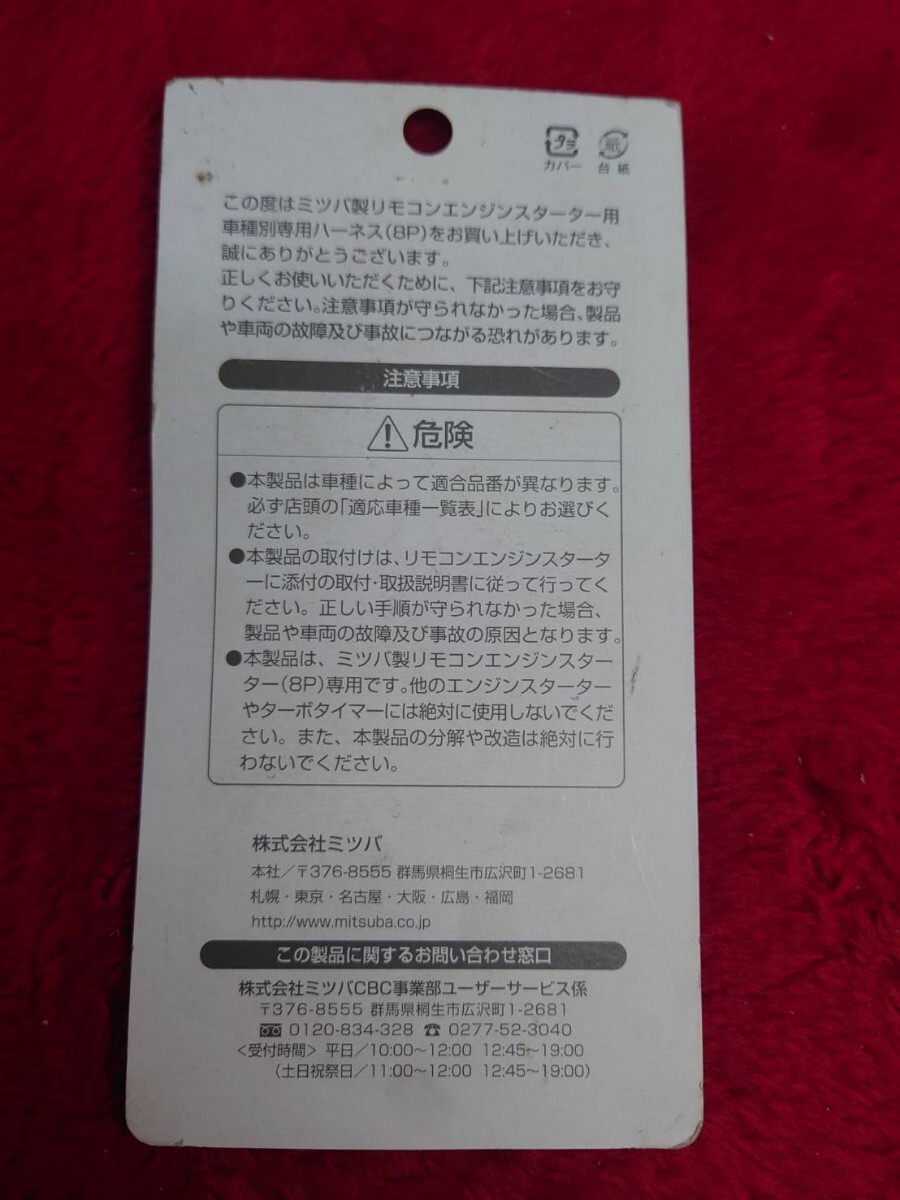 プラ 紙
カバー 台紙
この度はミツバ製リモコンエンジンスターター用
車種別専用ハーネス(8P)をお買い上げいただき、
誠にありがとうございます。
正しくお使いいただくために、下記注意事項をお守
りください。注意事項が守られなかった場合、製品
や車両の故障及び事故につながる恐れがあります。
注意事項
危険
●本製品は車種によって適合品番が異なります。
必ず店頭の「適応車種一覧表」によりお選びく
ださい。
●本製品の取付けは、リモコンエンジンスタータ
ーに添付の取付・取扱説明書に従って行ってく
ださい。正しい手順が守られなかった場合、
製品や車両の故障及び事故の原因となります。
●本製品は、ミツバ製リモコンエンジンスター
ター(8P)専用です。他のエンジンスターター
やターボタイマーには絶対に使用しないでくだ
さい。また、本製品の分解や改造は絶対に行
わないでください。
株式会社ミツバ
本社／〒376-8555 群馬県桐生市広沢町1-2681
札幌・東京・名古屋・大阪・広島・福岡
http://www.mitsuba.co.jp
この製品に関するお問い合わせ窓口
株式会社ミツバCBC事業部ユーザーサービス係
〒376-8555 群馬県桐生市広沢町1-2681
0120-834-328 ☎ 0277-52-3040
<受付時間> 平日／10:00～12:00 12:45～19:00
(土日祝祭日／11:00～12:00 12:45～19:00)